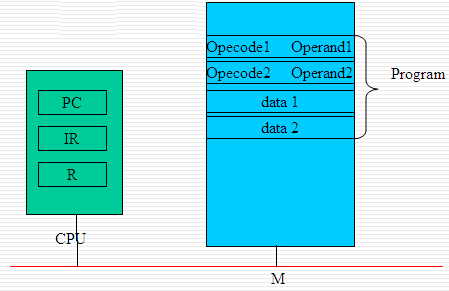 Opecode1 Operand1
Opecode2 Operand2
Program
data 1
data 2
PC
IR
R
CPU
M